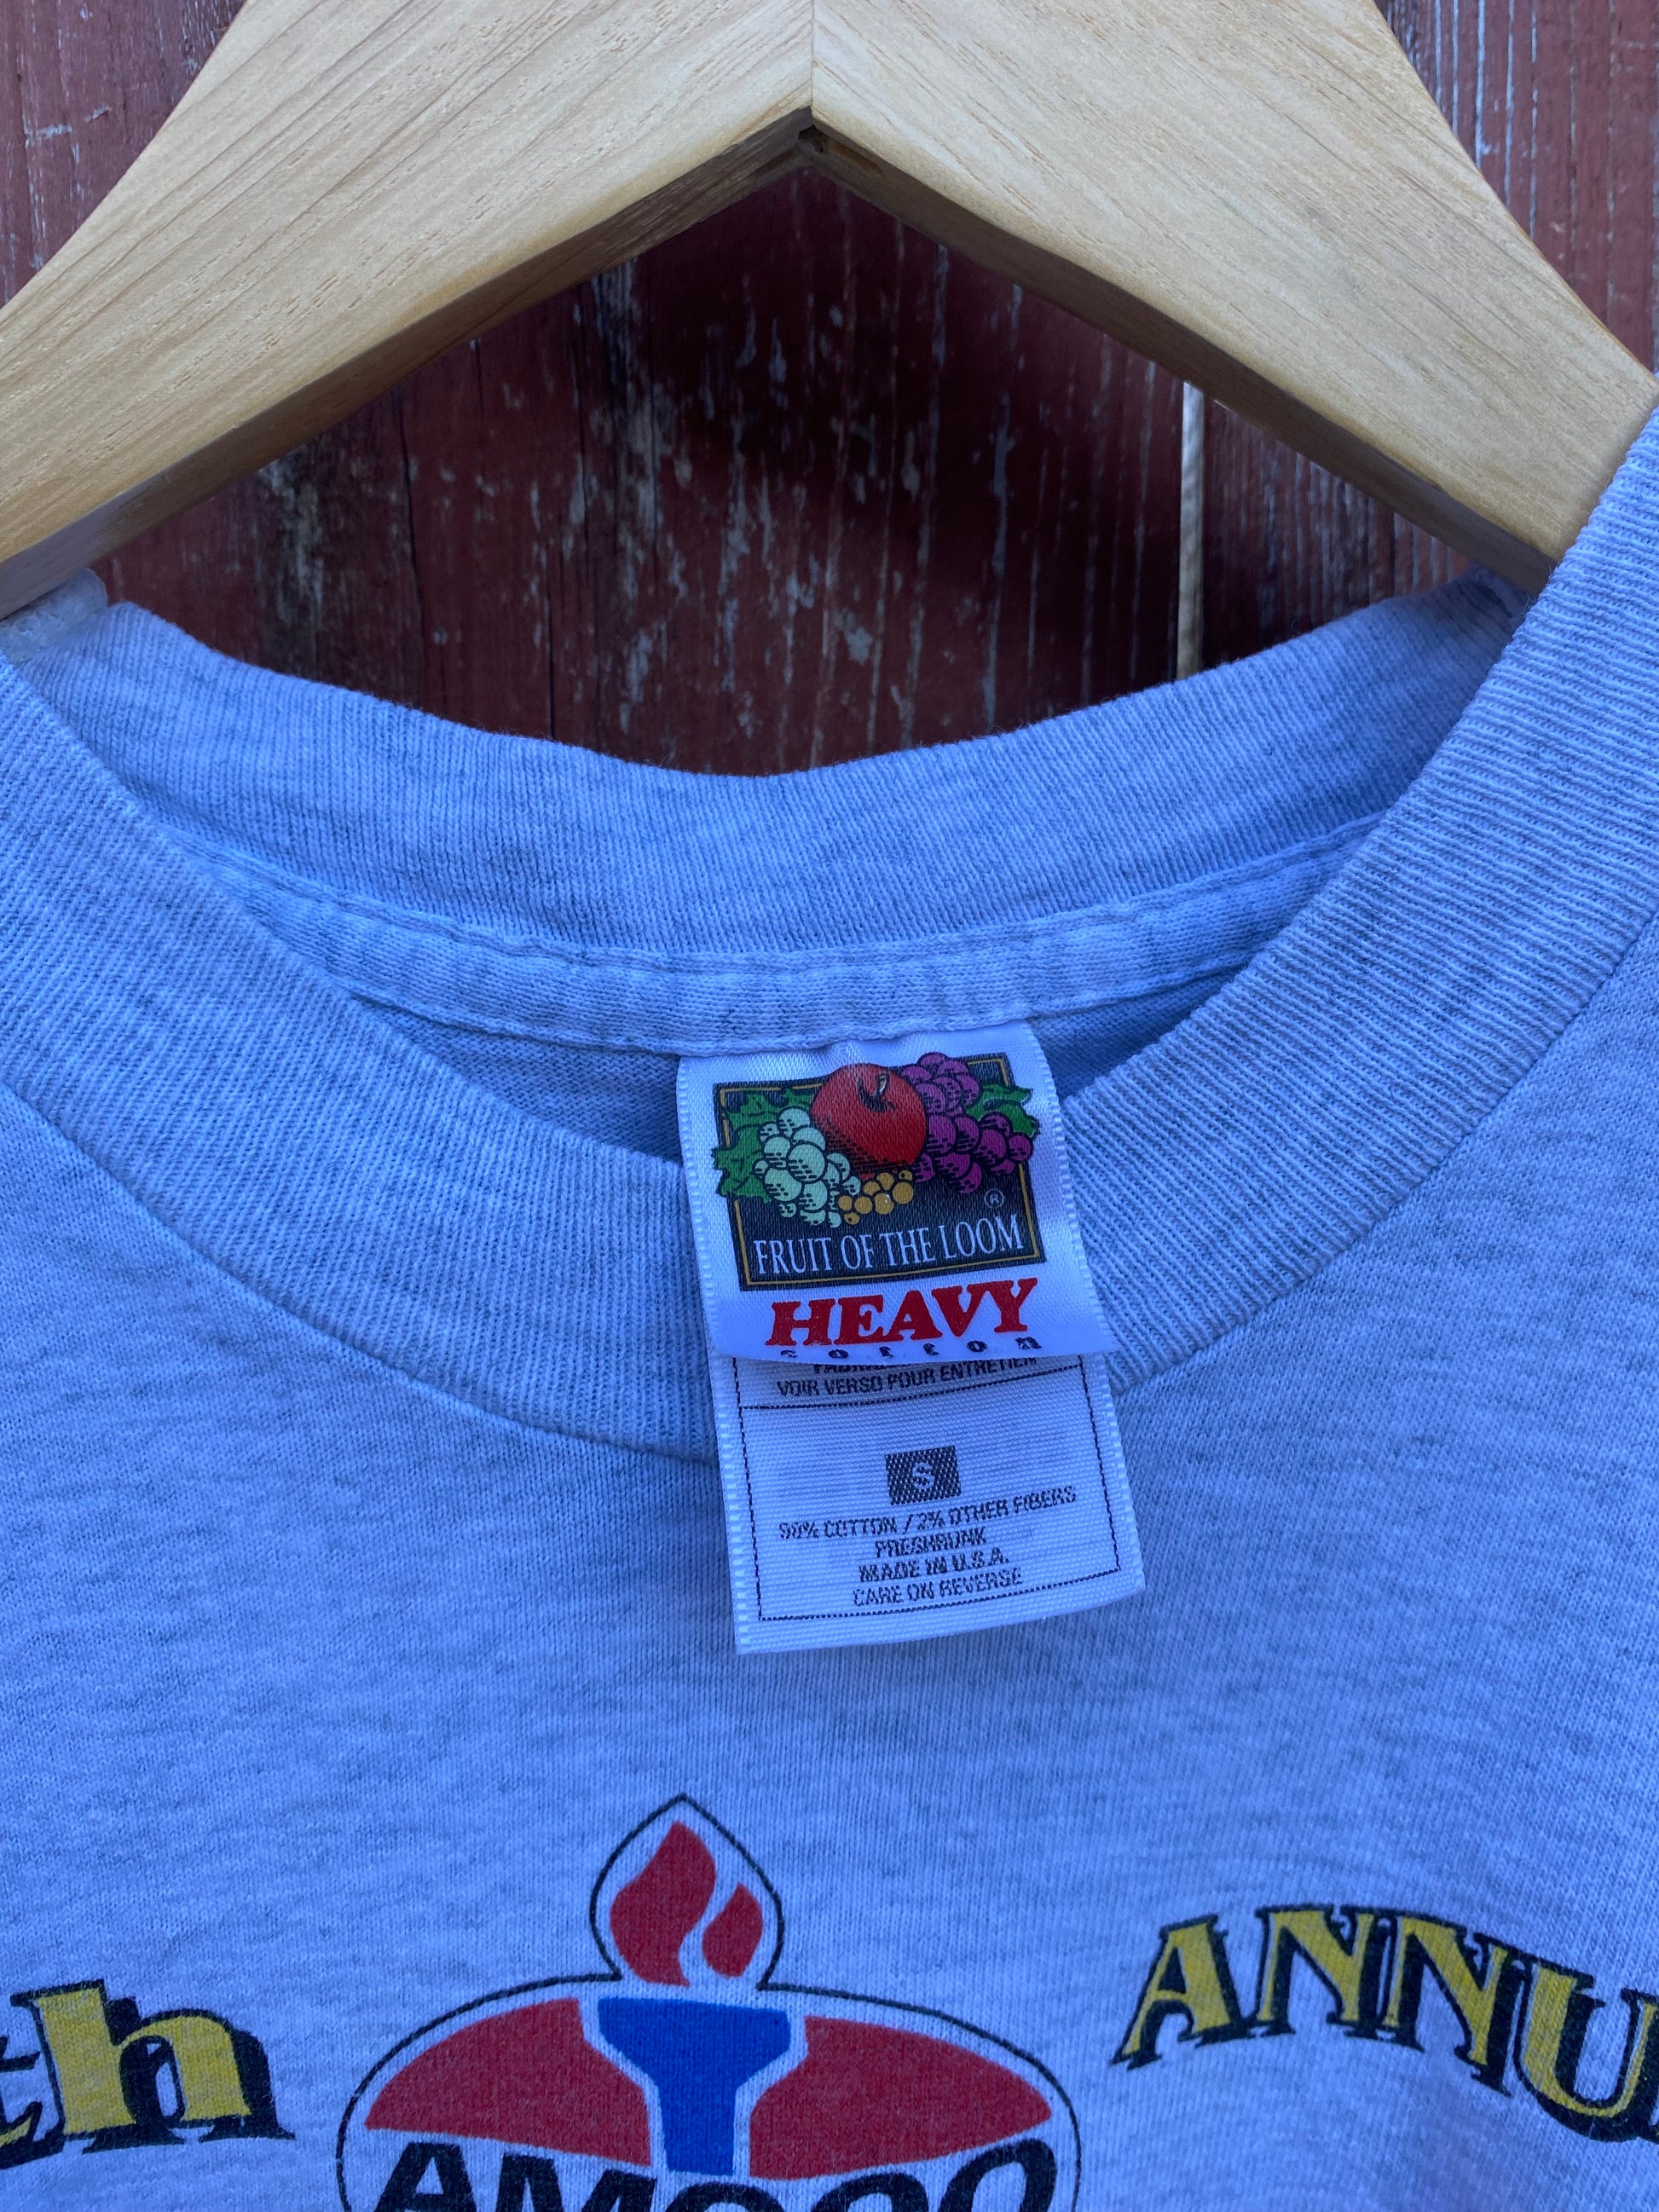 ®
FRUIT OF THE LOOM
HEAVY
cotton
VOIR VERSO POUR ENTRETIEN
S
98% COTTON / 2% OTHER FIBERS
PRESHRUNK
MADE IN U.S.A.
CARE ON REVERSE
th
ANNU
AMOCO